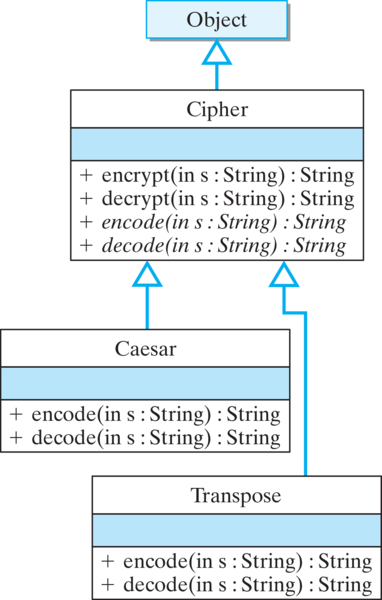 Object
Cipher
+ encrypt(in s : String) : String
+ decrypt(in s : String) : String
+ encode(in s : String) : String
+ decode(in s : String) : String
Caesar
+ encode(in s : String) : String
+ decode(in s : String) : String
Transpose
+ encode(in s : String) : String
+ decode(in s : String) : String